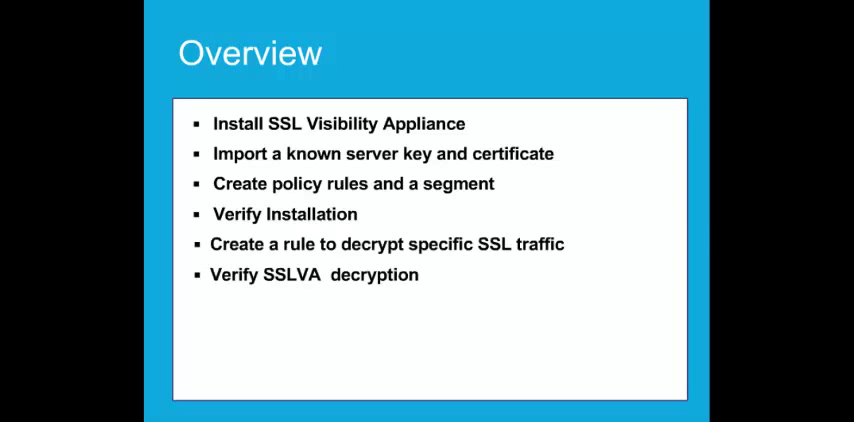 Overview
▪ Install SSL Visibility Appliance
▪ Import a known server key and certificate
▪ Create policy rules and a segment
▪ Verify Installation
▪ Create a rule to decrypt specific SSL traffic
▪ Verify SSLVA  decryption